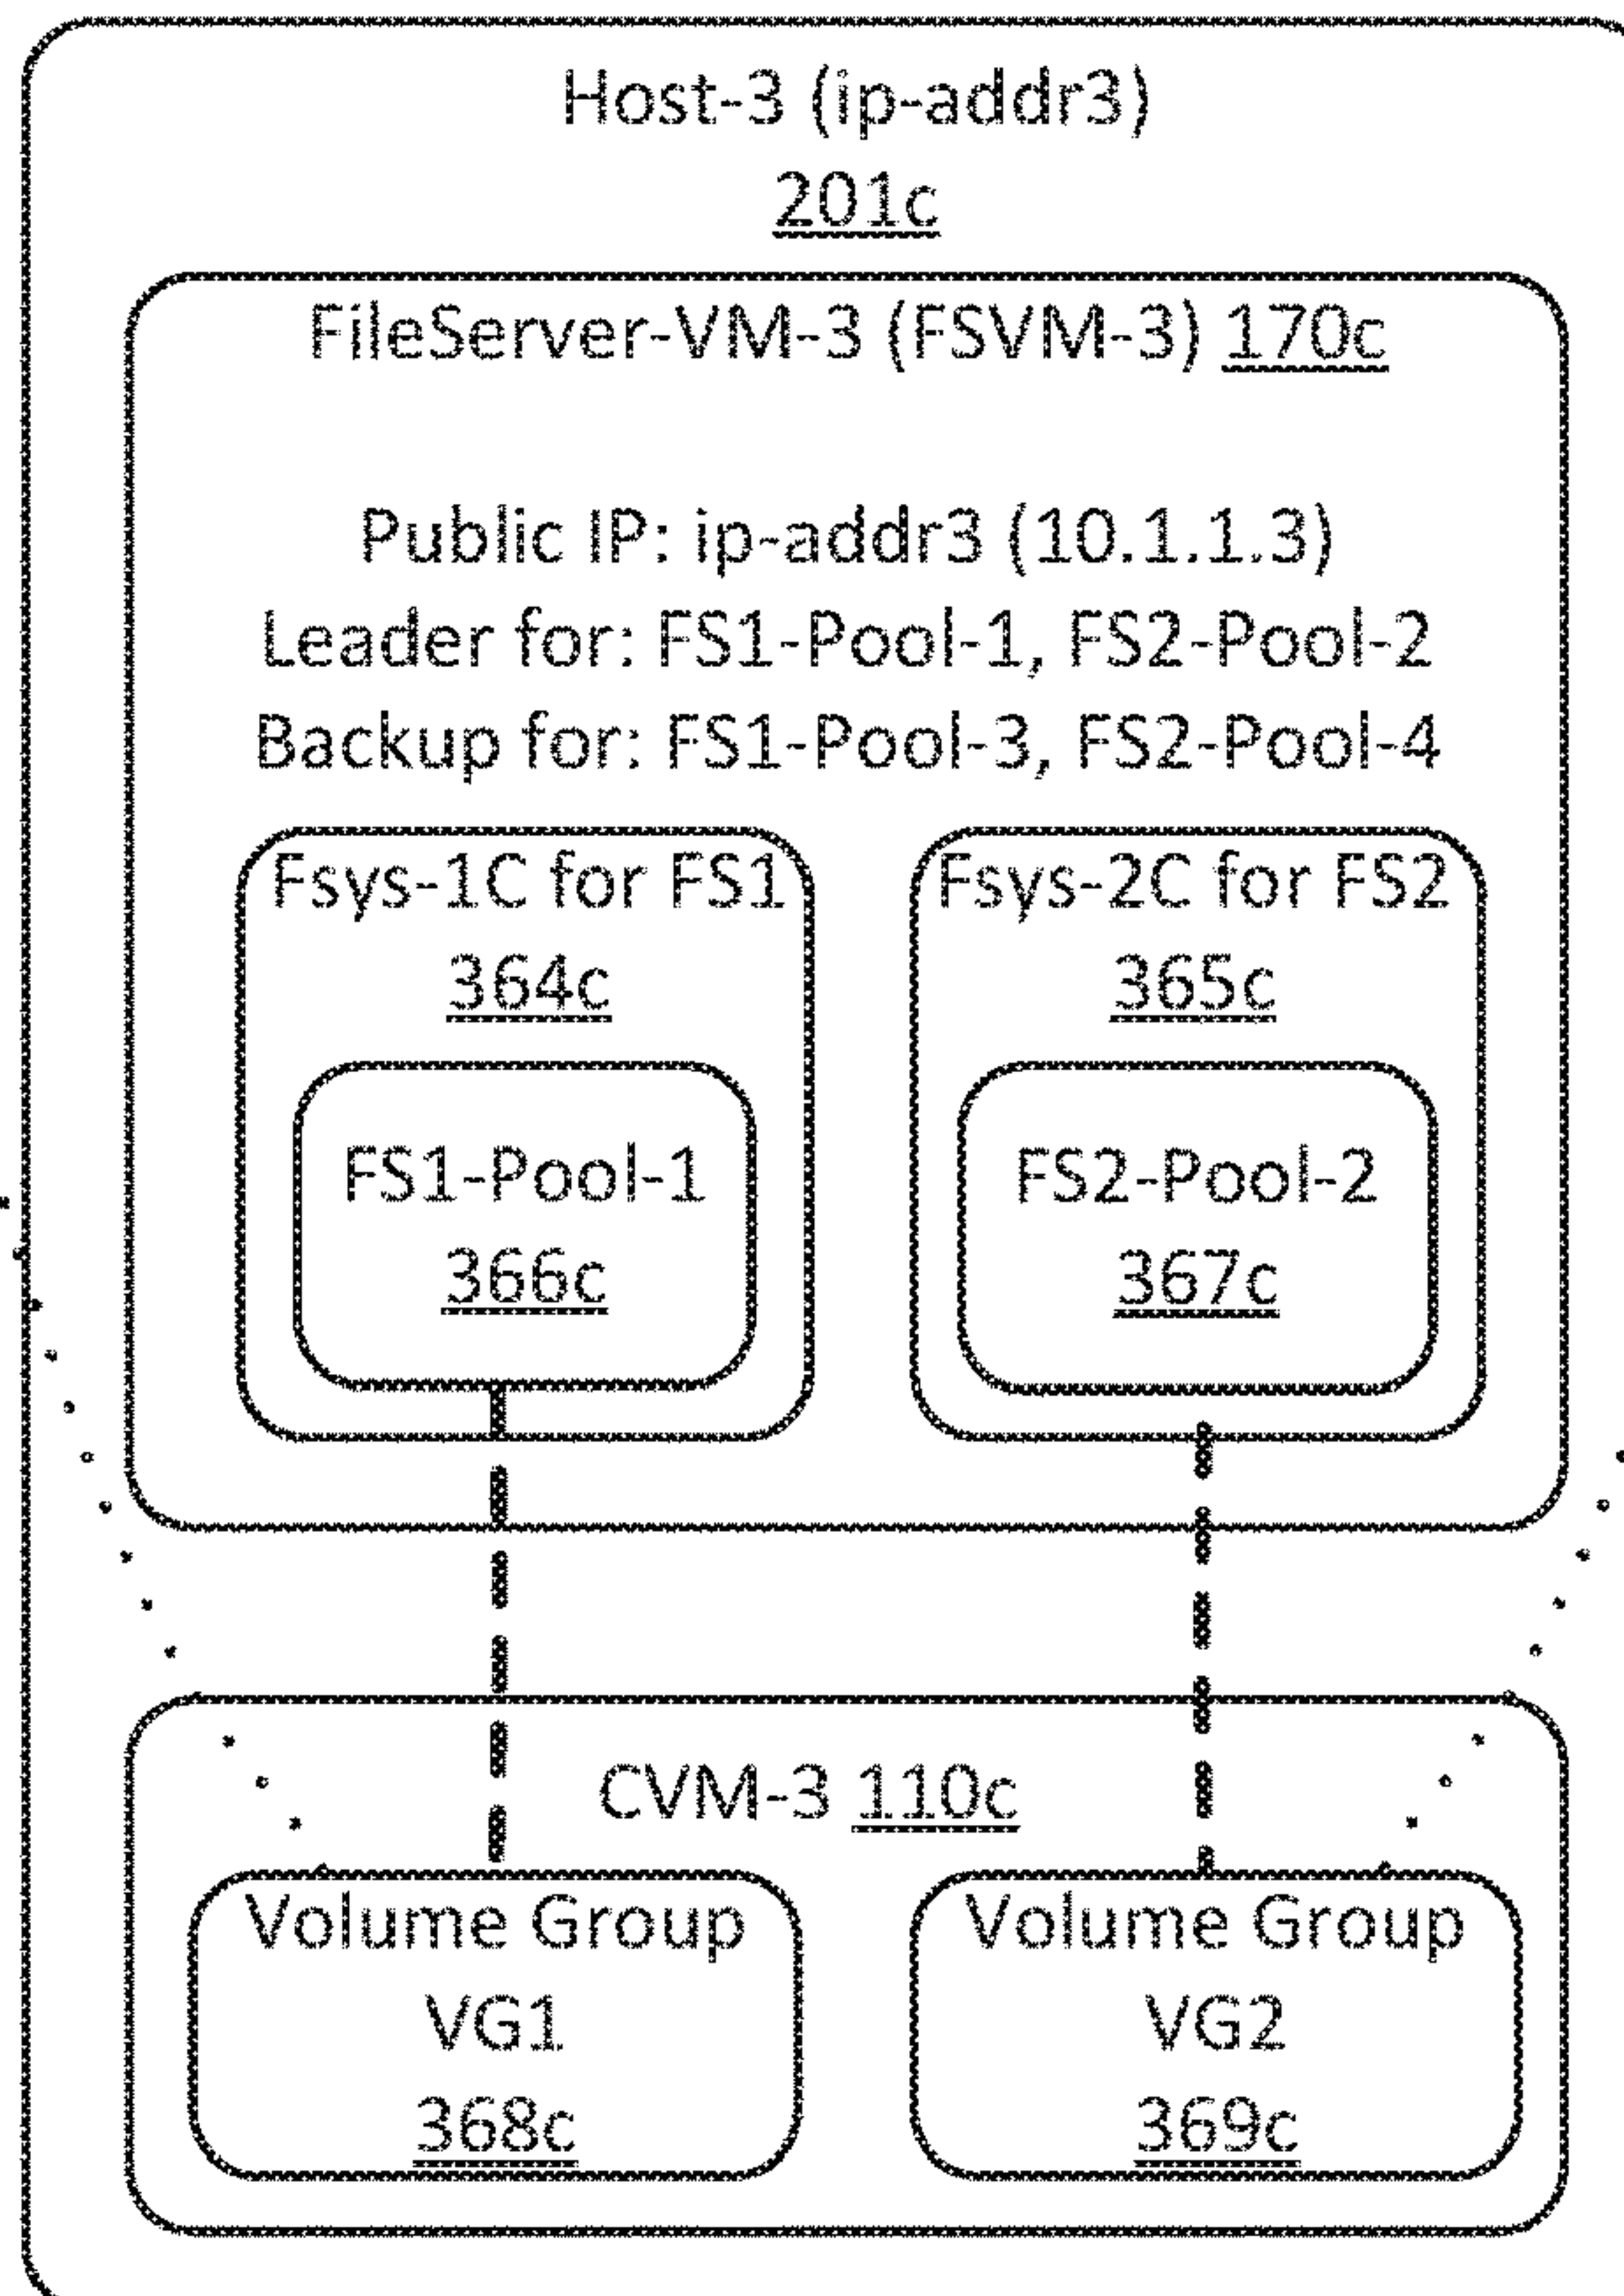 Host-3 (ip-addr3)
201c
FileServer-VM-3 (FSVM-3) 170c
Public IP: ip-addr3 (10.1.1.3)
Leader for: FS1-Pool-1, FS2-Pool-2
Backup for: FS1-Pool-3, FS2-Pool-4
Fsys-1C for FS1
364c
FS1-Pool-1
366c
Fsys-2C for FS2
365c
FS2-Pool-2
367c
CVM-3 110c
Volume Group
VG1
368c
Volume Group
VG2
369c